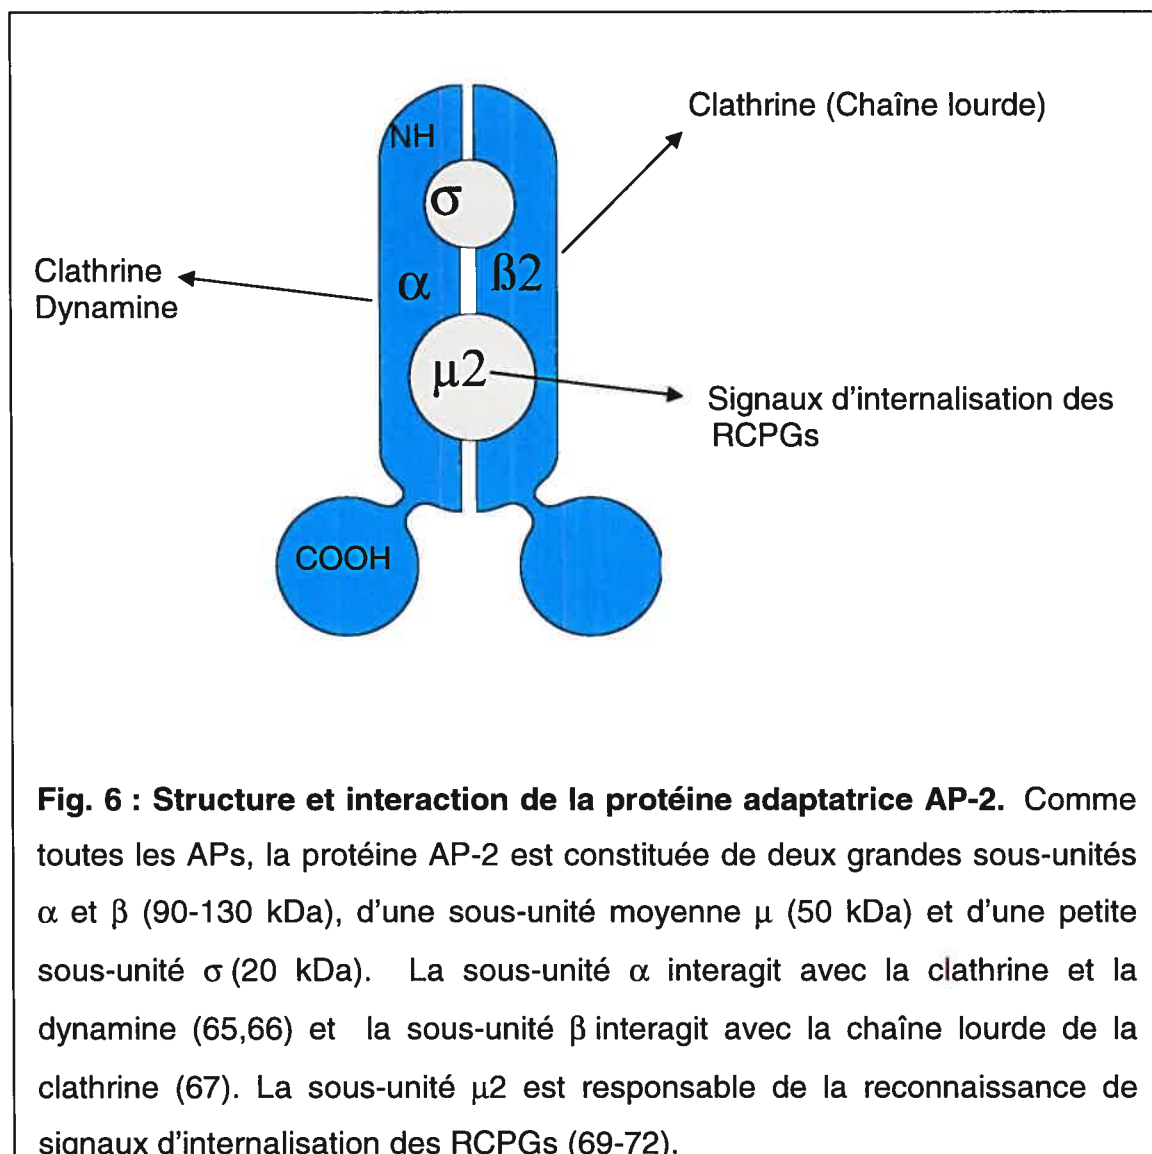 Clathrine (Chaîne lourde)
NH
σ
Clathrine
Dynamine
α
ß2
μ2
Signaux d'internalisation des
RCPGs
COOH
Fig. 6 : Structure et interaction de la protéine adaptatrice AP-2. Comme
toutes les APs, la protéine AP-2 est constituée de deux grandes sous-unités
α et β (90-130 kDa), d'une sous-unité moyenne μ (50 kDa) et d'une petite
sous-unité σ (20 kDa). La sous-unité α interagit avec la clathrine et la
dynamine (65,66) et la sous-unité β interagit avec la chaîne lourde de la
clathrine (67). La sous-unité μ2 est responsable de la reconnaissance de
signaux d'internalisation des RCPGs (69-72).